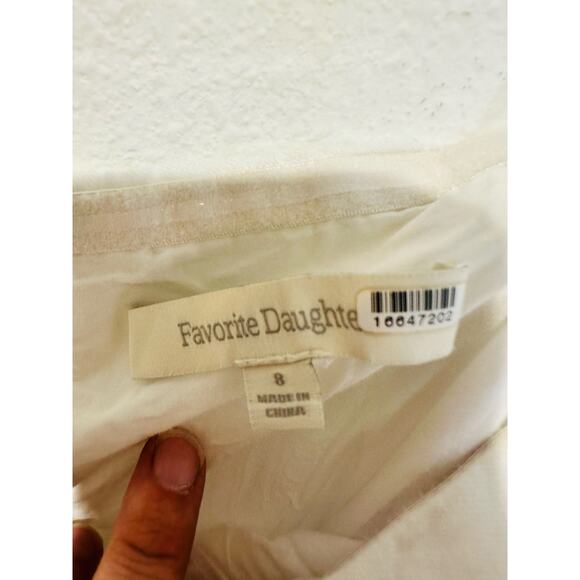 Favorite Daughte
16647202
8
MADE IN
CHINA